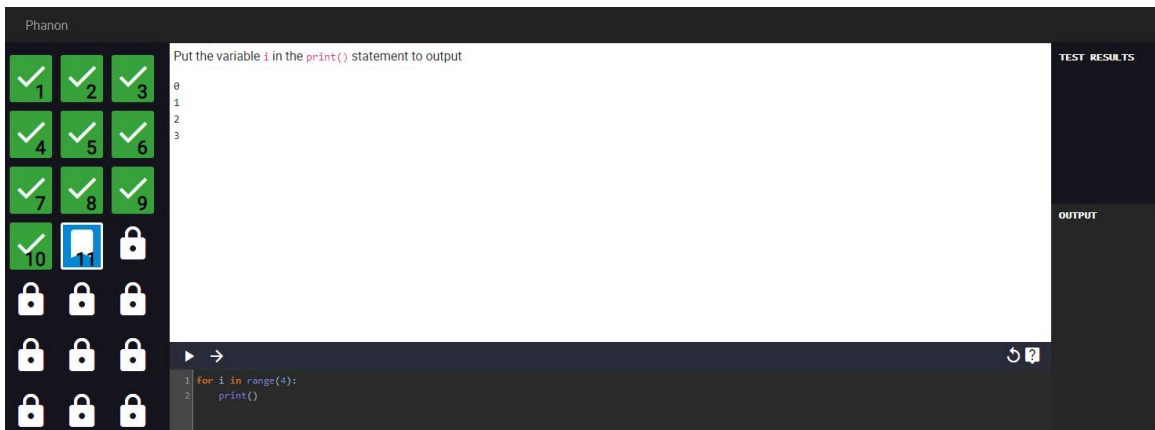 Phanon
1
2
3
4
5
6
7
8
9
10
11
Put the variable i in the print() statement to output
0
1
2
3
1 for i in range(4):
2     print()
?
TEST RESULTS
OUTPUT